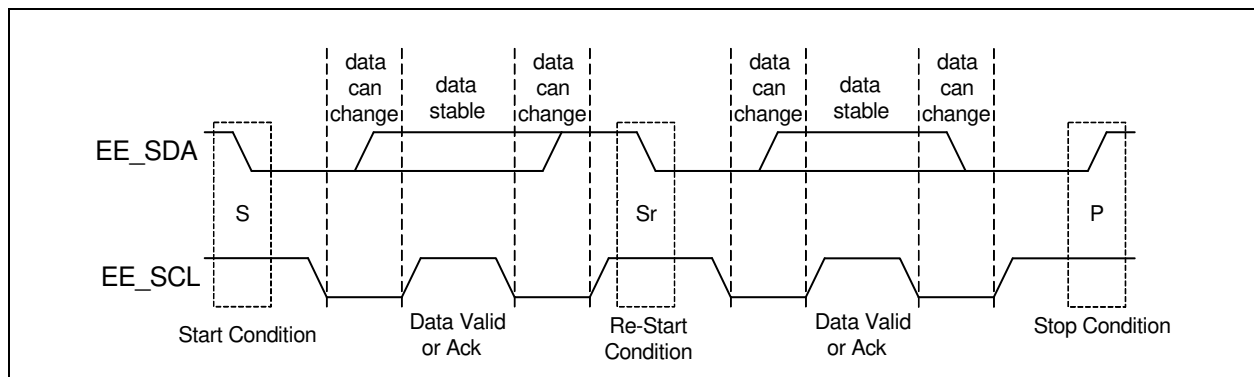 data
can
change
data
stable
data
can
change
data
can
change
data
stable
data
can
change
EE_SDA
S
Sr
P
EE_SCL
Start Condition
Data Valid
or Ack
Re-Start
Condition
Data Valid
or Ack
Stop Condition